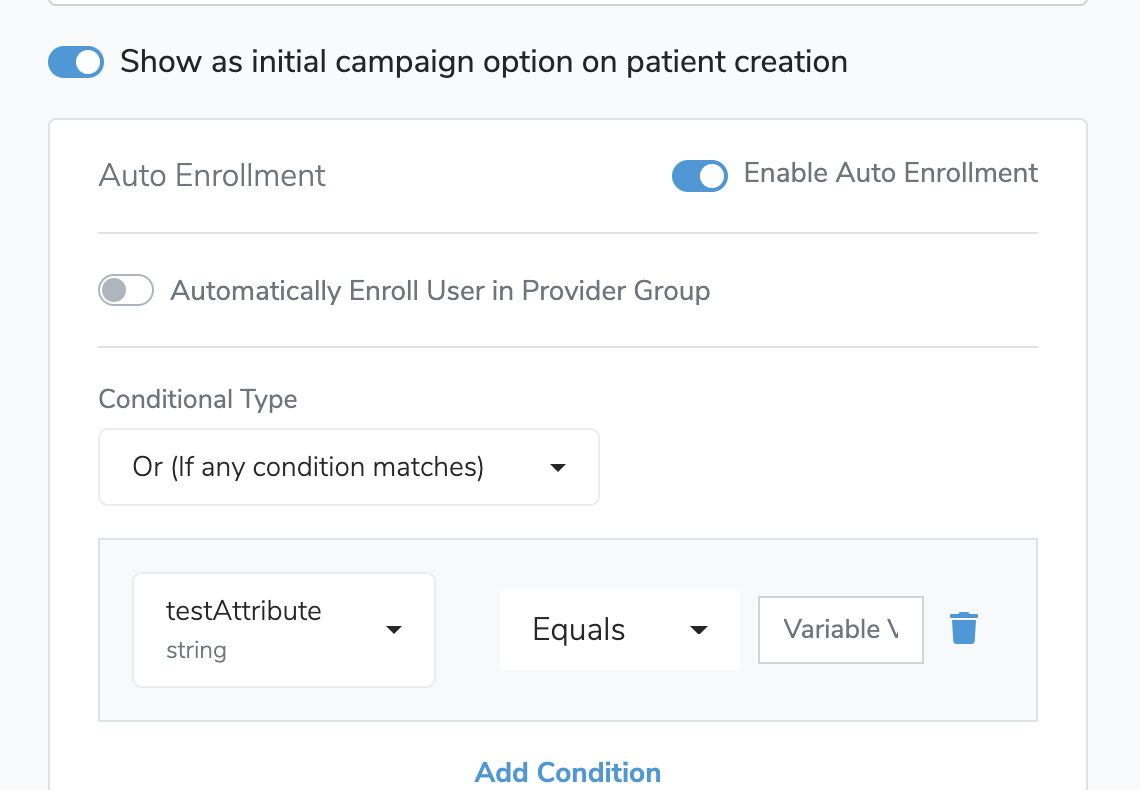 Show as initial campaign option on patient creation
Auto Enrollment
Enable Auto Enrollment
Automatically Enroll User in Provider Group
Conditional Type
Or (If any condition matches)
testAttribute
string
Equals
Variable
Add Condition